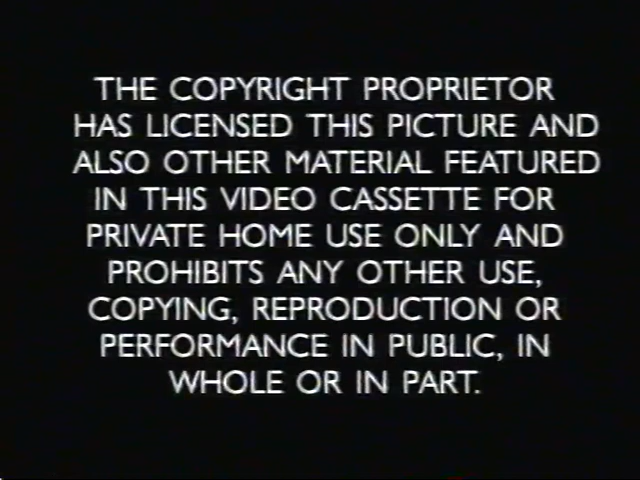 THE COPYRIGHT PROPRIETOR
HAS LICENSED THIS PICTURE AND
ALSO OTHER MATERIAL FEATURED
IN THIS VIDEO CASSETTE FOR
PRIVATE HOME USE ONLY AND
PROHIBITS ANY OTHER USE,
COPYING, REPRODUCTION OR
PERFORMANCE IN PUBLIC, IN
WHOLE OR IN PART.